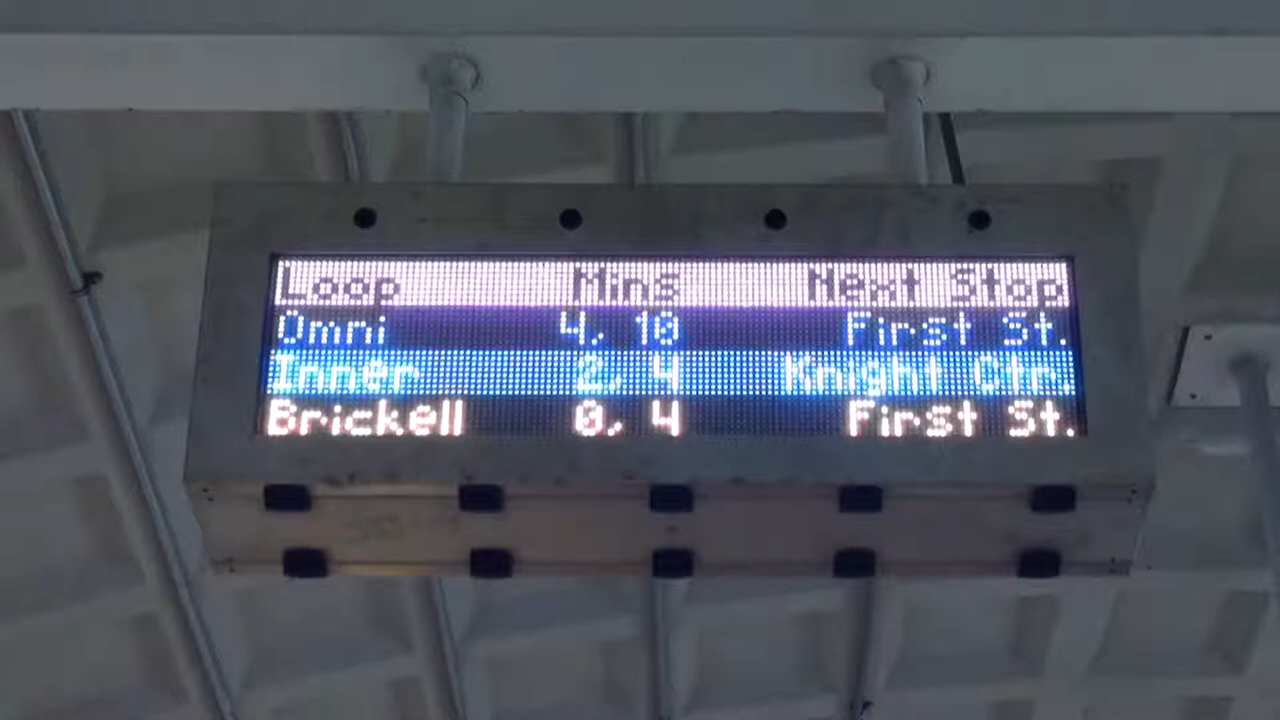 Loop Mins Next Stop
Omni 4, 10 First St.
Inner 2, 4 Knight Ctr.
Brickell 0, 4 First St.